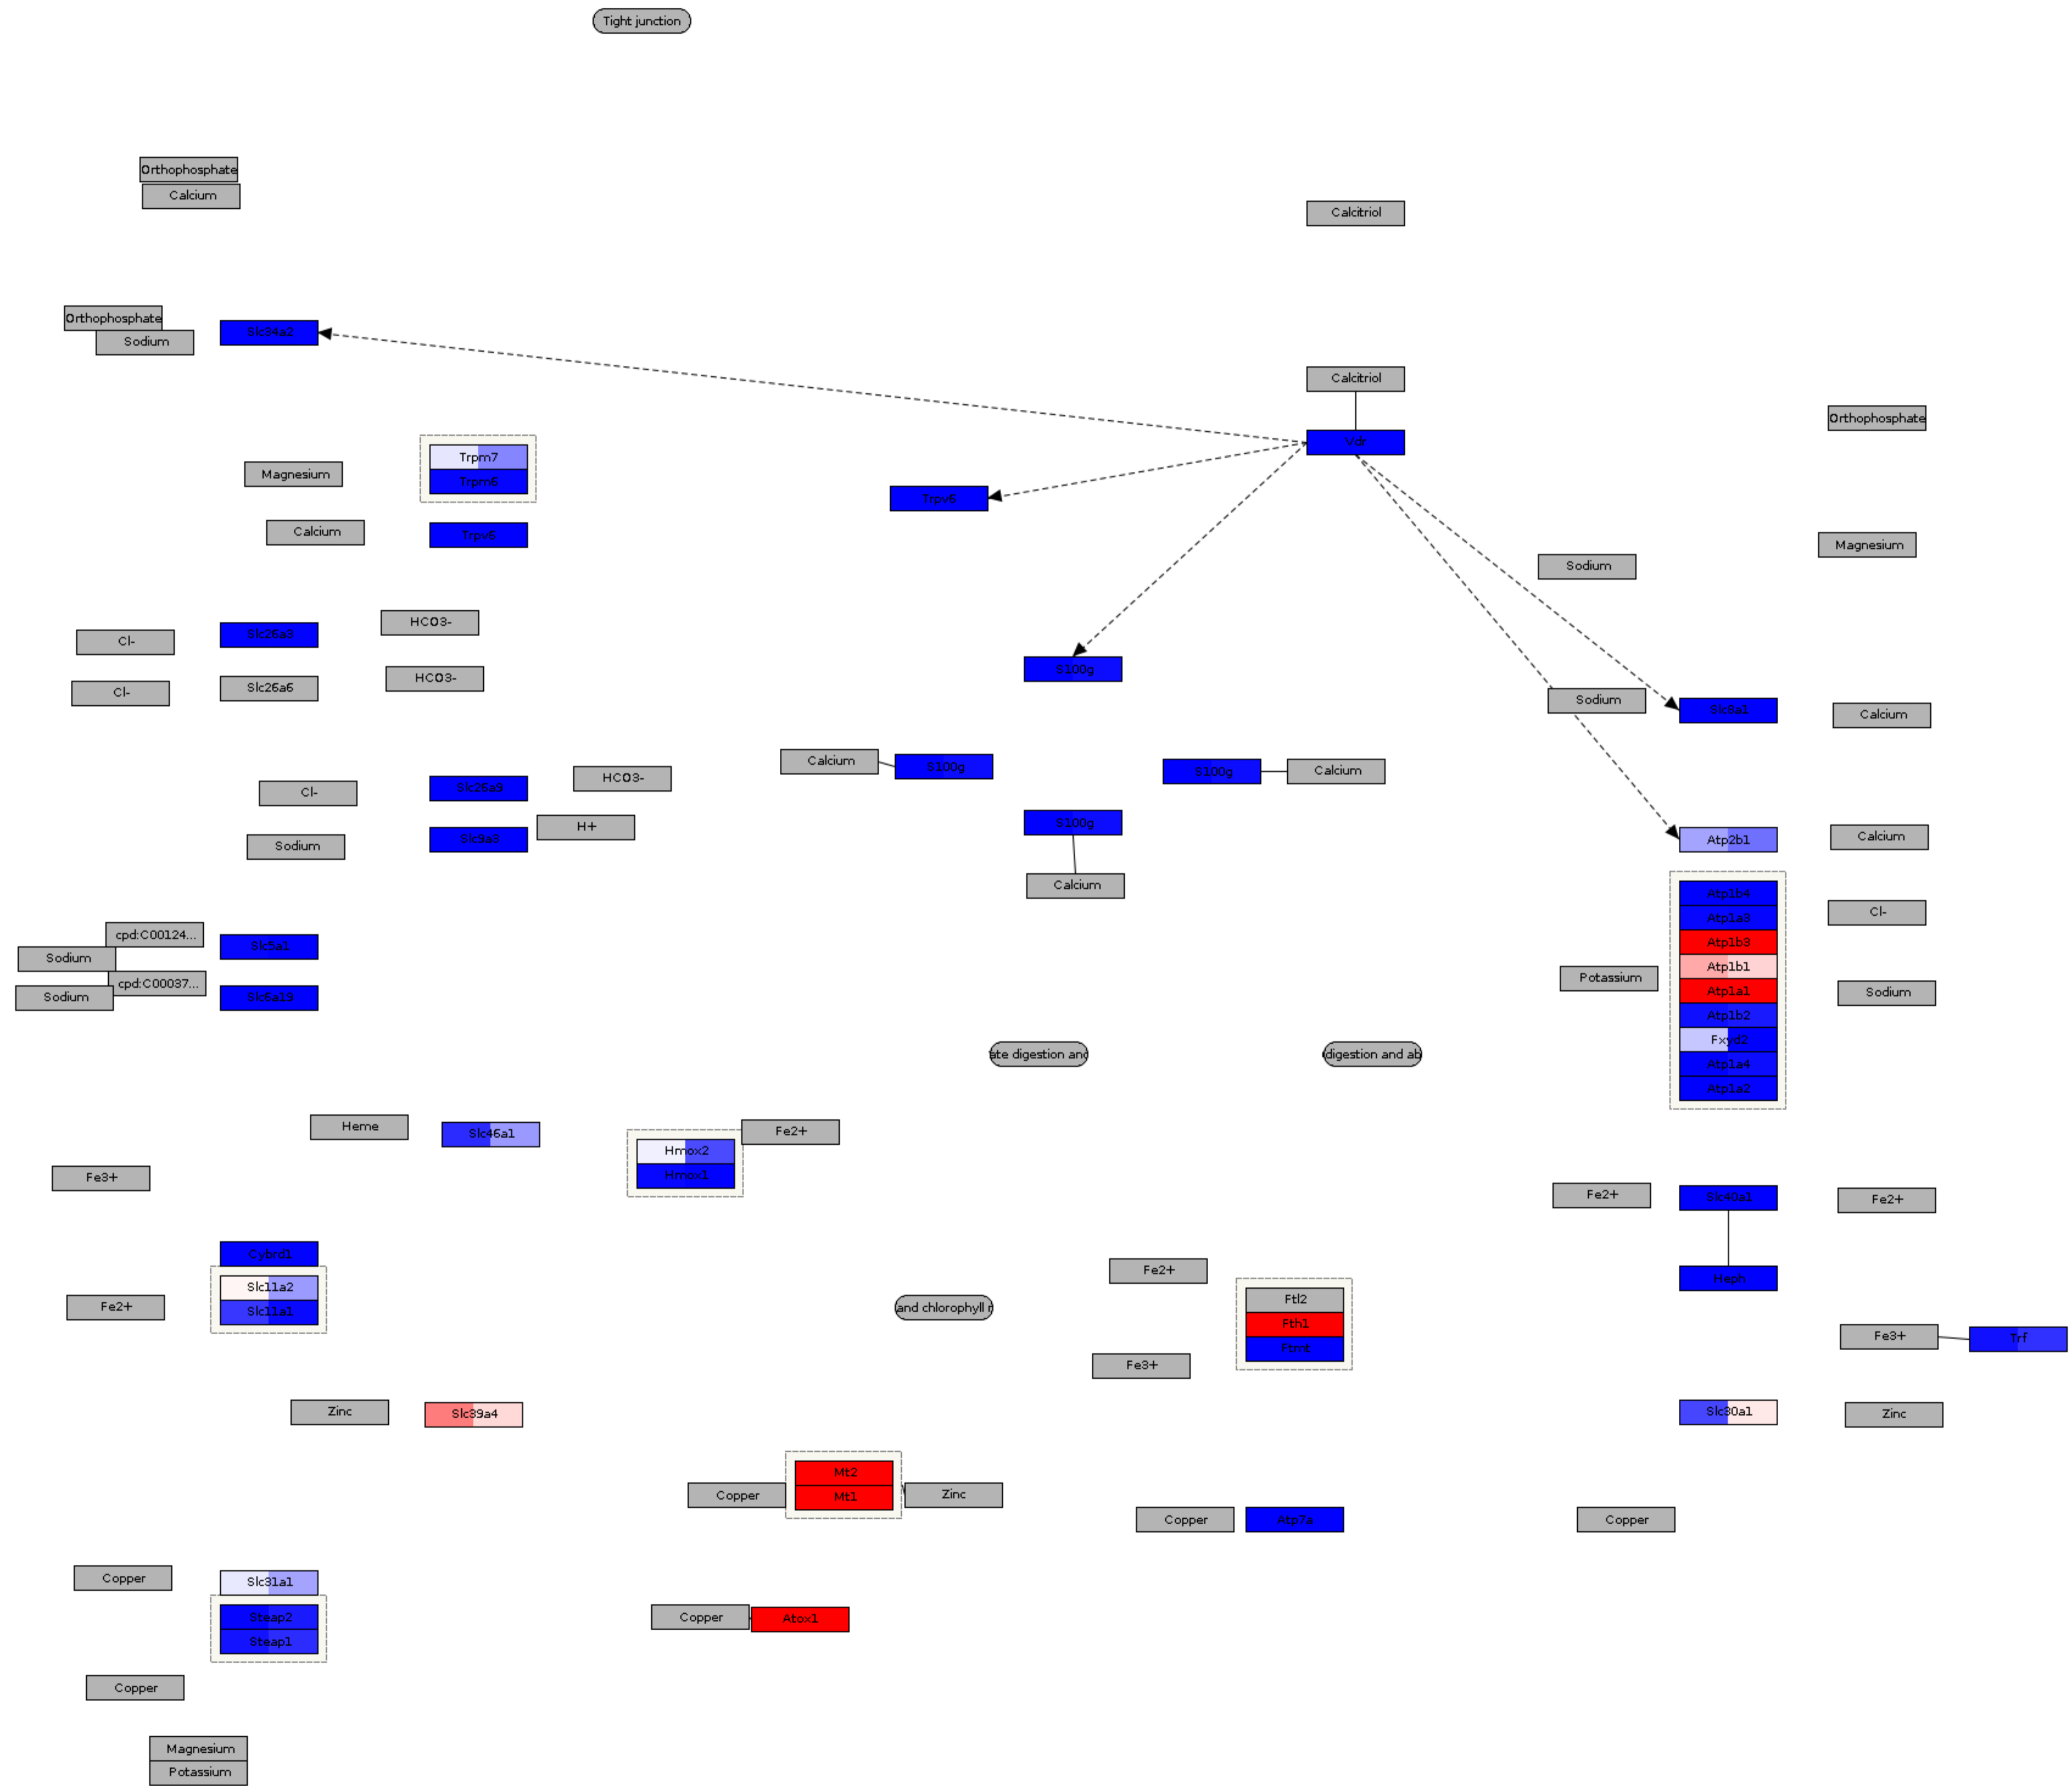 Tight junction
Orthophosphate
Calcium
Calcitriol
Orthophosphate
Sodium
Slc34a2
Calcitriol
Orthophosphate
Vdr
Trpm7
Magnesium
Trpm6
Trpv6
Calcium
Trpv6
Magnesium
Sodium
HCO3-
Cl-
Slc26a3
S100g
HCO3-
Cl-
Slc26a6
Sodium
Slc8a1
Calcium
Calcium
S100g
S100g
Calcium
HCO3-
Cl-
Slc26a9
S100g
H+
Sodium
Slc9a3
Atp2b1
Calcium
Calcium
Atp1b4
Atp1a3
Cl-
cpd:C00124...
Slc5a1
Atp1b3
Sodium
Atp1b1
Potassium
cpd:C00037...
Sodium
Slc6a19
Atp1a1
Sodium
Atp1b2
Fxyd2
ate digestion and
digestion and ab
Atp1a4
Atp1a2
Heme
Slc46a1
Fe2+
Hmox2
Hmox1
Fe3+
Fe2+
Slc40a1
Fe2+
Cybrd1
Fe2+
Heph
Slc11a2
Slc11a1
Fe2+
and chlorophyll r
Ftl2
Fth1
Ftmt
Fe3+
Trf
Fe3+
Zinc
Slc39a4
Slc30a1
Zinc
Mt2
Mt1
Copper
Zinc
Copper
Atp7a
Copper
Copper
Slc31a1
Steap2
Steap1
Copper
Atox1
Copper
Magnesium
Potassium